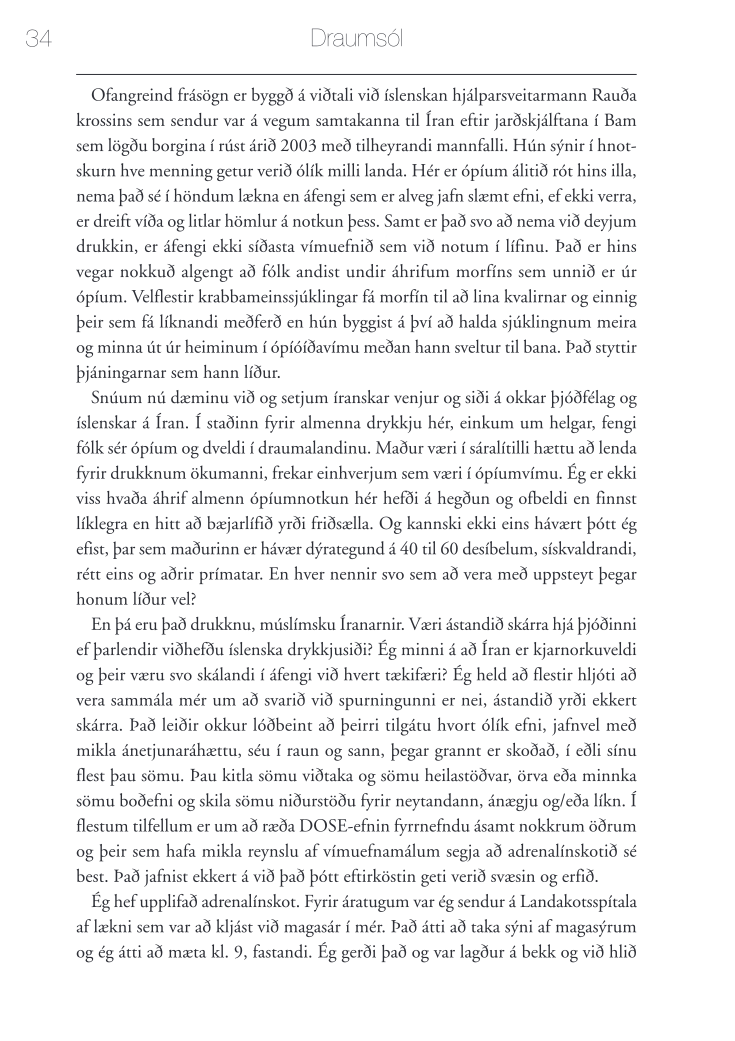 34
Draumsól
Ofangreind frásögn er byggð á viðtali við íslenskan hjálparsveitarmann Rauða
krossins sem sendur var á vegum samtakanna til Íran eftir jarðskjálftana í Bam
sem lögðu borgina í rúst árið 2003 með tilheyrandi mannfalli. Hún sýnir í hnot-
skurn hve menning getur verið ólík milli landa. Hér er ópíum álitið rót hins illa,
nema það sé í höndum lækna en áfengi sem er alveg jafn slæmt efni, ef ekki verra,
er dreift víða og litlar hömlur á notkun þess. Samt er það svo að nema við deyjum
drukkin, er áfengi ekki síðasta vímuefnið sem við notum í lífinu. Það er hins
vegar nokkuð algengt að fólk andist undir áhrifum morfíns sem unnið er úr
ópíum. Velflestir krabbameinssjúklingar fá morfín til að lina kvalirnar og einnig
þeir sem fá líknandi meðferð en hún byggist á því að halda sjúklingnum meira
og minna út úr heiminum í ópíóíðavímu meðan hann sveltur til bana. Það styttir
þjáningarnar sem hann líður.
Snúum nú dæminu við og setjum íranskar venjur og siði á okkar þjóðfélag og
íslenskar á Íran. Í staðinn fyrir almenna drykkju hér, einkum um helgar, fengi
fólk sér ópíum og dveldi í draumalandinu. Maður væri í sáralítilli hættu að lenda
fyrir drukknum ökumanni, frekar einhverjum sem væri í ópíumvímu. Ég er ekki
viss hvaða áhrif almenn ópíumnotkun hér hefði á hegðun og ofbeldi en finnst
líklegra en hitt að bæjarlífið yrði friðsælla. Og kannski ekki eins hávært þótt ég
efist, þar sem maðurinn er hávær dýrategund á 40 til 60 desíbelum, sískvaldrandi,
rétt eins og aðrir prímatar. En hver nennir svo sem að vera með uppsteyt þegar
honum líður vel?
En þá eru það drukknu, múslímsku Íranarnir. Væri ástandið skárra hjá þjóðinni
ef þarlendir viðhefðu íslenska drykkjusiði? Ég minni á að Íran er kjarnorkuveldi
og þeir væru svo skálandi í áfengi við hvert tækifæri? Ég held að flestir hljóti að
vera sammála mér um að svarið við spurningunni er nei, ástandið yrði ekkert
skárra. Það leiðir okkur lóðbeint að þeirri tilgátu hvort ólík efni, jafnvel með
mikla ánetjunaráhættu, séu í raun og sann, þegar grannt er skoðað, í eðli sínu
flest þau sömu. Þau kitla sömu viðtaka og sömu heilastöðvar, örva eða minnka
sömu boðefni og skila sömu niðurstöðu fyrir neytandann, ánægju og/eða líkn. Í
flestum tilfellum er um að ræða DOSE-efnin fyrrnefndu ásamt nokkrum öðrum
og þeir sem hafa mikla reynslu af vímuefnamálum segja að adrenalínskotið sé
best. Það jafnist ekkert á við það þótt eftirköstin geti verið svæsin og erfið.
Ég hef upplifað adrenalínskot. Fyrir áratugum var ég sendur á Landakotsspítala
af lækni sem var að kljást við magasár í mér. Það átti að taka sýni af magasýrum
og ég átti að mæta kl. 9, fastandi. Ég gerði það og var lagður á bekk og við hlið